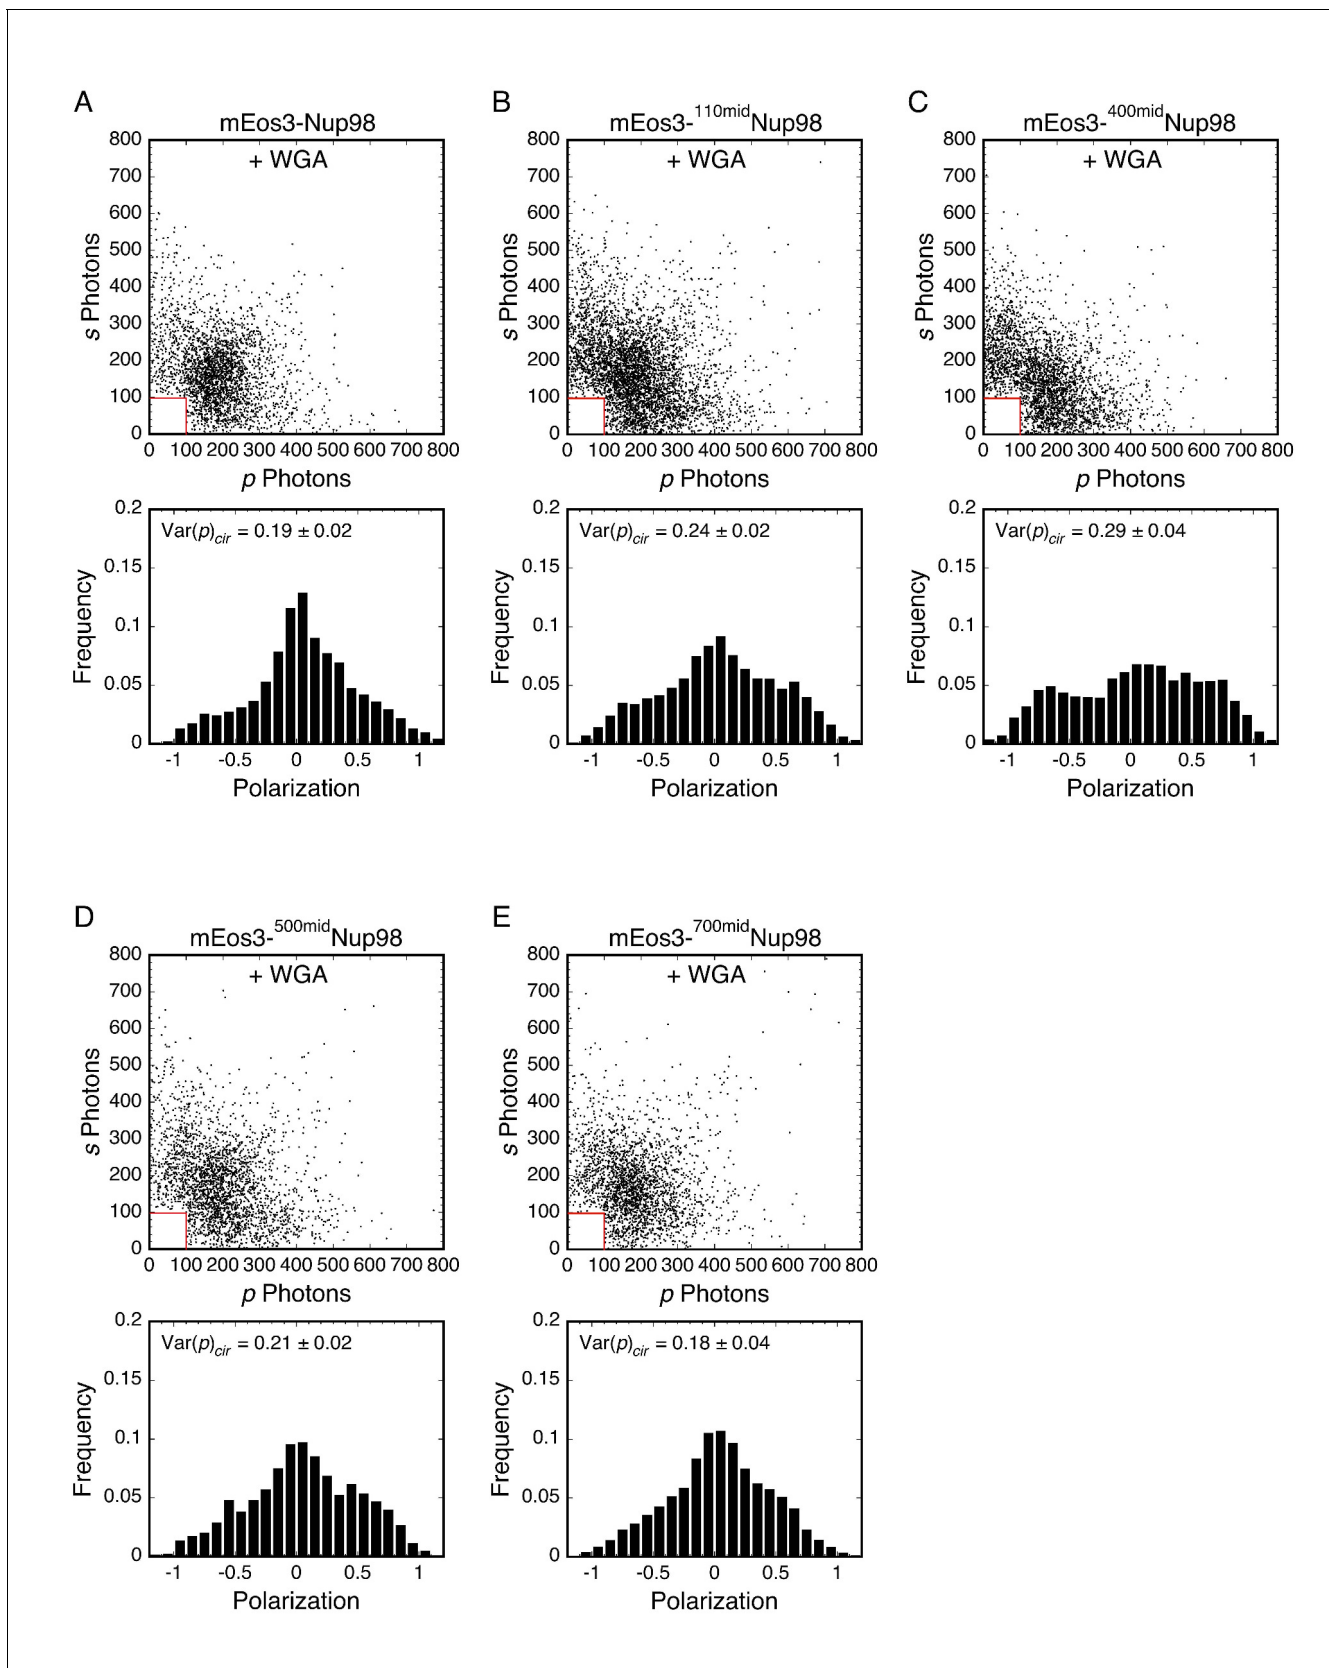 A
mEos3-Nup98
+ WGA
800
700
600
500
400
300
200
100
0
s Photons
0 100 200 300 400 500 600 700 800
p Photons
0.2
0.15
0.1
0.05
0
Frequency
Var(p)cir = 0.19 ± 0.02
-1 -0.5 0 0.5 1
Polarization
B
mEos3-110midNup98
+ WGA
800
700
600
500
400
300
200
100
0
s Photons
0 100 200 300 400 500 600 700 800
p Photons
0.2
0.15
0.1
0.05
0
Frequency
Var(p)cir = 0.24 ± 0.02
-1 -0.5 0 0.5 1
Polarization
C
mEos3-400midNup98
+ WGA
800
700
600
500
400
300
200
100
0
s Photons
0 100 200 300 400 500 600 700 800
p Photons
0.2
0.15
0.1
0.05
0
Frequency
Var(p)cir = 0.29 ± 0.04
-1 -0.5 0 0.5 1
Polarization
D
mEos3-500midNup98
+ WGA
800
700
600
500
400
300
200
100
0
s Photons
0 100 200 300 400 500 600 700 800
p Photons
0.2
0.15
0.1
0.05
0
Frequency
Var(p)cir = 0.21 ± 0.02
-1 -0.5 0 0.5 1
Polarization
E
mEos3-700midNup98
+ WGA
800
700
600
500
400
300
200
100
0
s Photons
0 100 200 300 400 500 600 700 800
p Photons
0.2
0.15
0.1
0.05
0
Frequency
Var(p)cir = 0.18 ± 0.04
-1 -0.5 0 0.5 1
Polarization